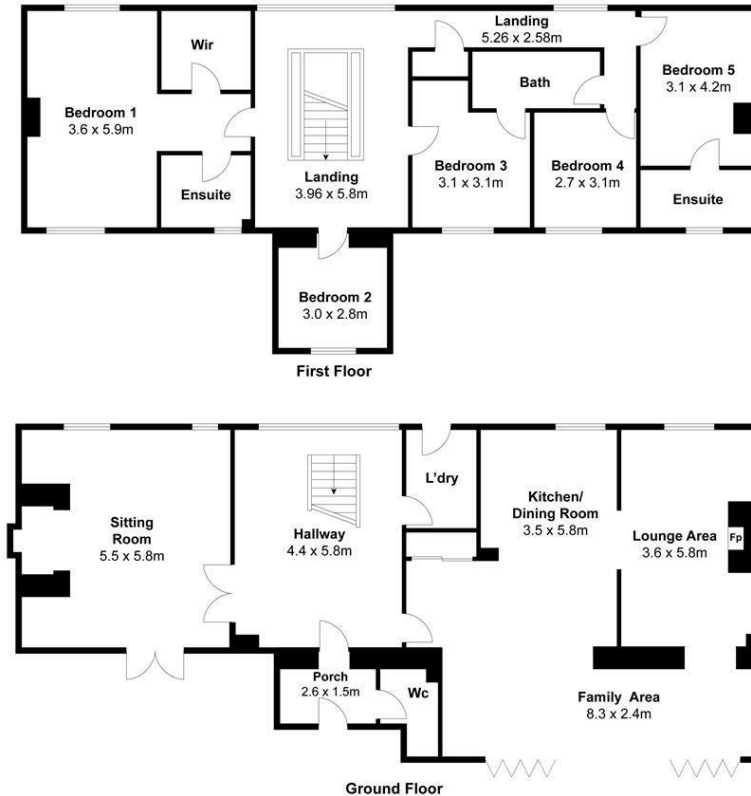 Landing
5.26 x 2.58m
Wir
Bath
Bedroom 1
3.6 x 5.9m
Bedroom 5
3.1 x 4.2m
Bedroom 3
3.1 x 3.1m
Bedroom 4
2.7 x 3.1m
Landing
3.96 x 5.8m
Ensuite
Ensuite
Bedroom 2
3.0 x 2.8m
First Floor
L'dry
Kitchen/
Dining Room
3.5 x 5.8m
Sitting
Room
5.5 x 5.8m
Hallway
4.4 x 5.8m
Lounge Area
3.6 x 5.8m
Fp
Porch
2.6 x 1.5m
Wc
Family Area
8.3 x 2.4m
Ground Floor